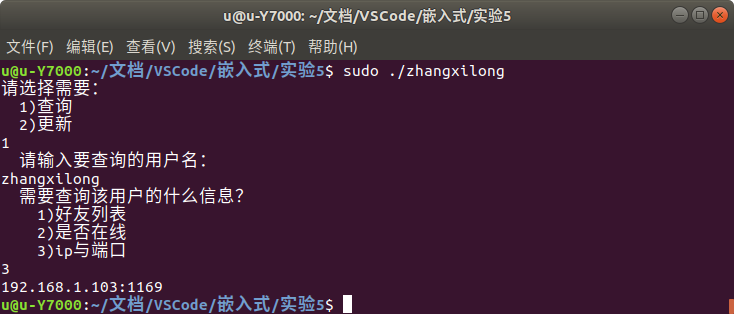 u@u-Y7000: ~/文档/VSCode/嵌入式/实验5
文件(F) 编辑(E) 查看(V) 搜索(S) 终端(T) 帮助(H)
u@u-Y7000:~/文档/VSCode/嵌入式/实验5$ sudo ./zhangxilong
请选择需要：
  1)查询
  2)更新
1
  请输入要查询的用户名：
zhangxilong
  需要查询该用户的什么信息？
    1)好友列表
    2)是否在线
    3)ip与端口
3
192.168.1.103:1169
u@u-Y7000:~/文档/VSCode/嵌入式/实验5$